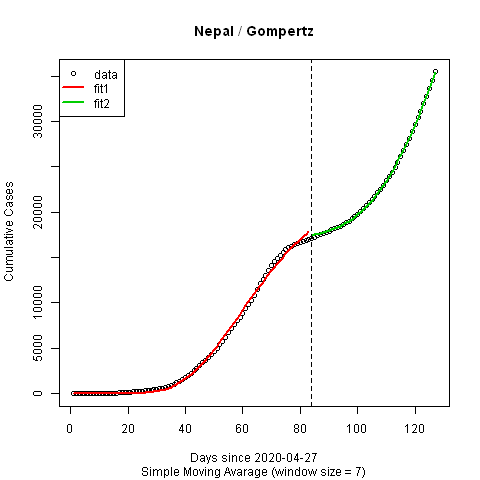 Nepal / Gompertz
data
fit1
fit2
Cumulative Cases
0
5000
10000
20000
30000
0
20
40
60
80
100
120
Days since 2020-04-27
Simple Moving Avarage (window size = 7)